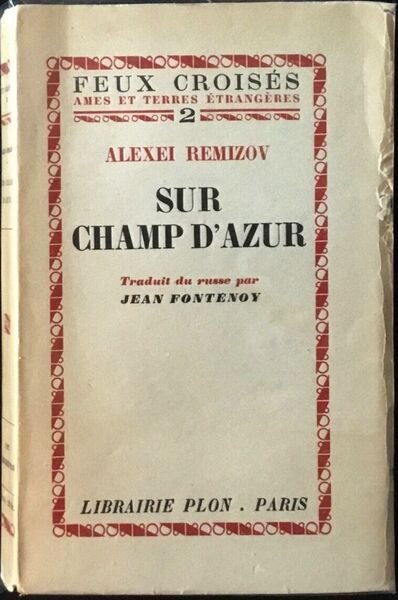 FEUX CROISÉS
AMES ET TERRES ÉTRANGÈRES
2
ALEXEI REMIZOV
SUR
CHAMP D'AZUR
Traduit du russe par
JEAN FONTENOY
LIBRAIRIE PLON . PARIS